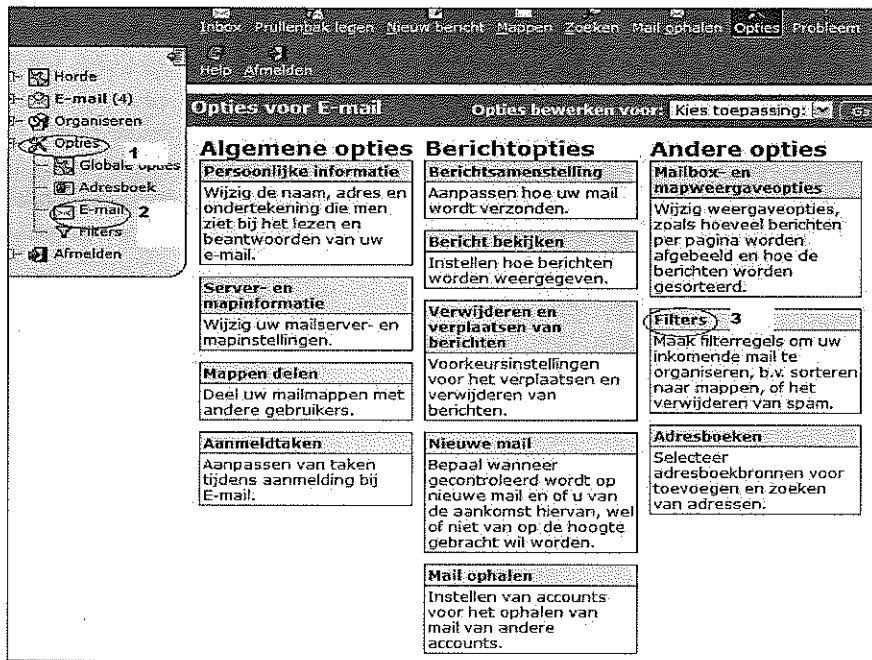 Inbox Prullenbak legen Nieuw bericht Mappen Zoeken Mail ophalen Opties Probleem
Help Afmelden
Horde
E-mail (4)
Organiseren
Opties 1
Globale opties
Adresboek
E-mail 2
Filters
Afmelden
Opties voor E-mail Opties bewerken voor: Kies toepassing:
Algemene opties
Persoonlijke informatie
Wijzig de naam, adres en
ondertekening die men
ziet bij het lezen en
beantwoorden van uw
e-mail.
Server- en
mapinformatie
Wijzig uw mailserver- en
mapinstellingen.
Mappen delen
Deel uw mailmappen met
andere gebruikers.
Aanmeldtaken
Aanpassen van taken
tijdens aanmelding bij
E-mail.
Berichtopties
Berichtsamenstelling
Aanpassen hoe uw mail
wordt verzonden.
Bericht bekijken
Instellen hoe berichten
worden weergegeven.
Verwijderen en
verplaatsen van
berichten
Voorkeursinstellingen
voor het verplaatsen en
verwijderen van
berichten.
Nieuwe mail
Bepaal wanneer
gecontroleerd wordt op
nieuwe mail en of u van
de aankomst hiervan, wel
of niet van op de hoogte
gebracht wil worden.
Mail ophalen
Instellen van accounts
voor het ophalen van
mail van andere
accounts.
Andere opties
Mailbox- en
mapweergaveopties
Wijzig weergaveopties,
zoals hoeveel berichten
per pagina worden
afgebeeld en hoe de
berichten worden
gesorteerd.
Filters 3
Maak filterregels om uw
inkomende mail te
organiseren, b.v. sorteren
naar mappen, of het
verwijderen van spam.
Adresboeken
Selecteer
adresboekbronnen voor
toevoegen en zoeken
van adressen.